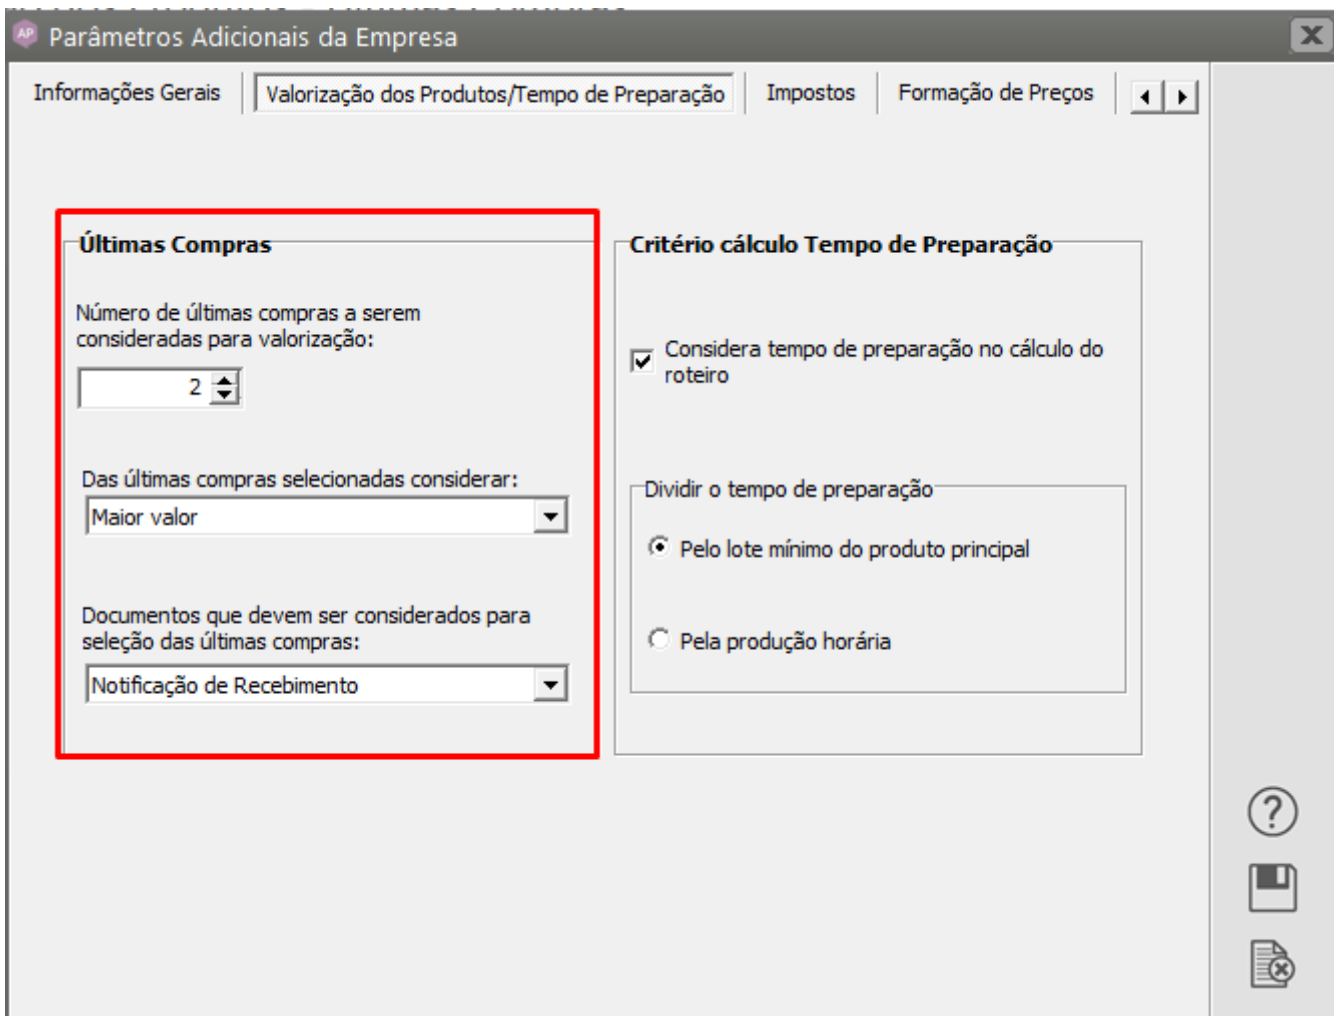 AP Parâmetros Adicionais da Empresa
Informações Gerais
Valorização dos Produtos/Tempo de Preparação
Impostos
Formação de Preços
Últimas Compras
Número de últimas compras a serem
consideradas para valorização:
2
Das últimas compras selecionadas considerar:
Maior valor
Documentos que devem ser considerados para
seleção das últimas compras:
Notificação de Recebimento
Critério cálculo Tempo de Preparação
Considera tempo de preparação no cálculo do
roteiro
Dividir o tempo de preparação
Pelo lote mínimo do produto principal
Pela produção horária